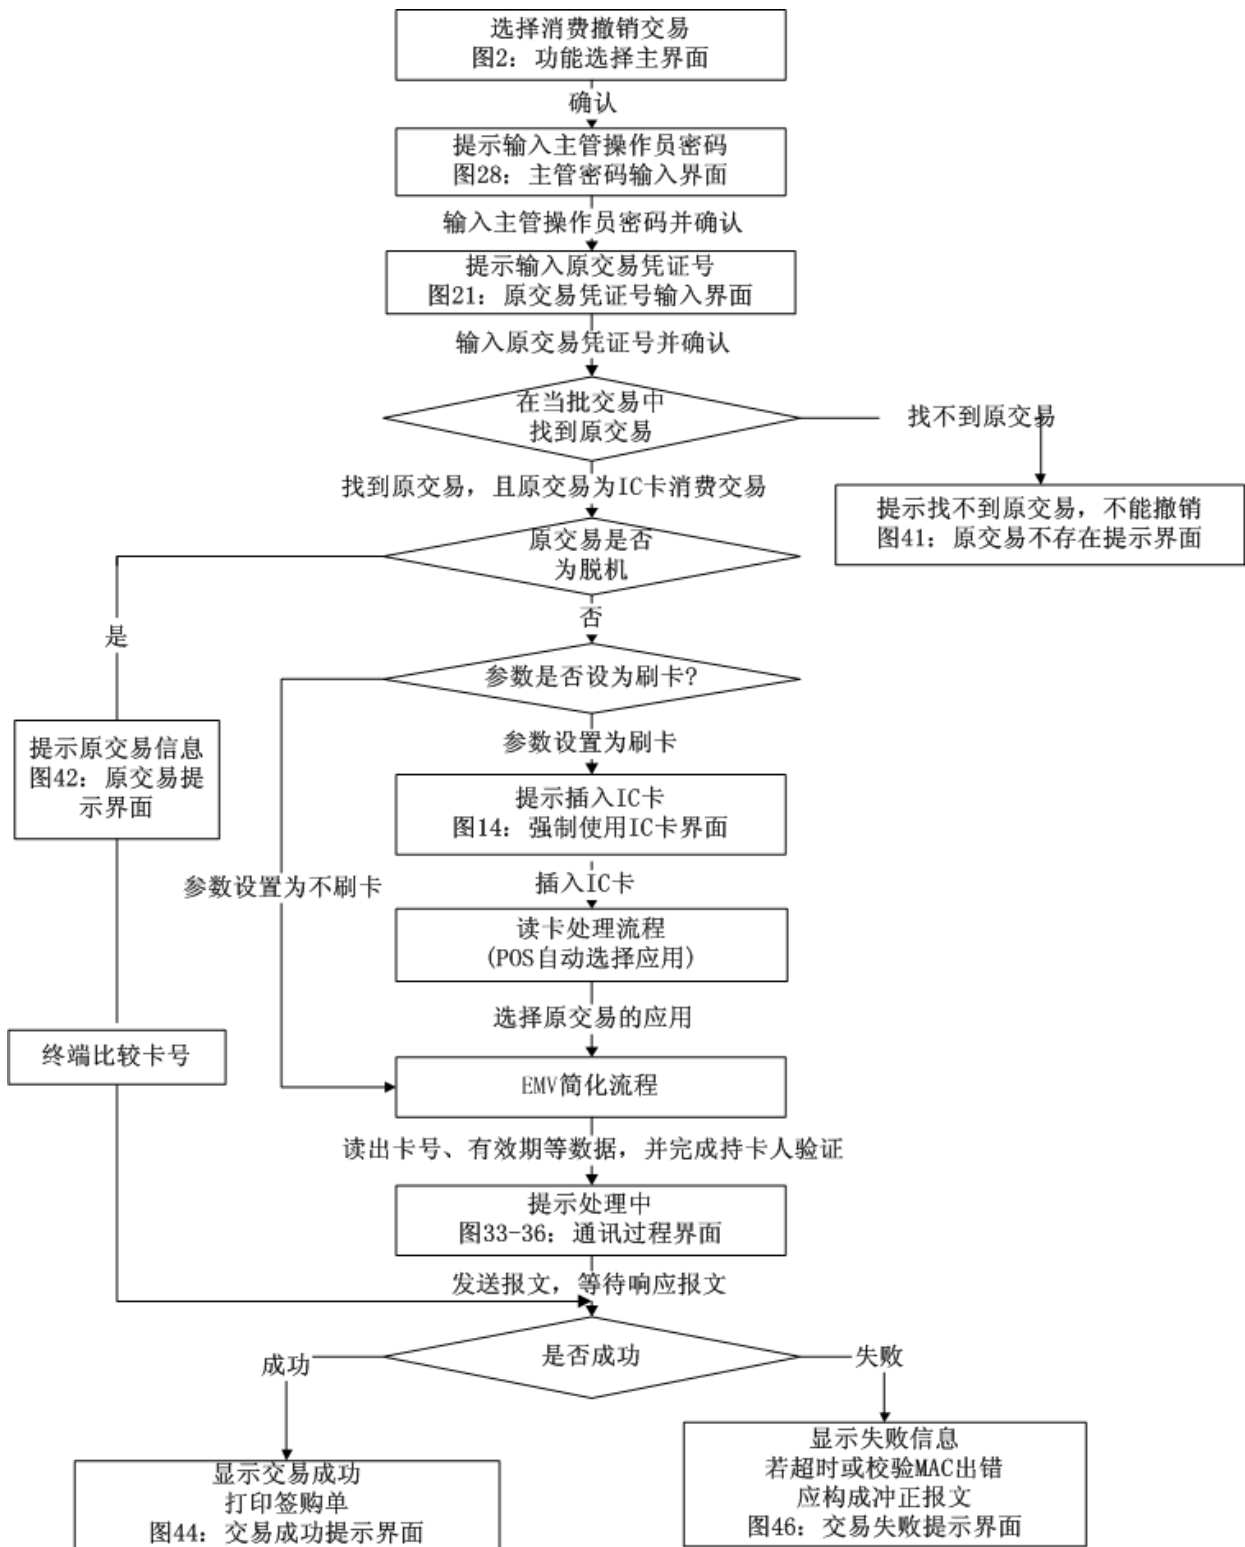 选择消费撤销交易
图2：功能选择主界面
确认
提示输入主管操作员密码
图28：主管密码输入界面
输入主管操作员密码并确认
提示输入原交易凭证号
图21：原交易凭证号输入界面
输入原交易凭证号并确认
在当批交易中
找到原交易
找不到原交易
找到原交易，且原交易为IC卡消费交易
提示找不到原交易，不能撤销
图41：原交易不存在提示界面
原交易是否
为脱机
是
否
参数是否设为刷卡?
参数设置为刷卡
提示原交易信息
图42：原交易提
示界面
提示插入IC卡
图14：强制使用IC卡界面
参数设置为不刷卡
插入IC卡
读卡处理流程
(POS自动选择应用)
选择原交易的应用
终端比较卡号
EMV简化流程
读出卡号、有效期等数据，并完成持卡人验证
提示处理中
图33-36：通讯过程界面
发送报文，等待响应报文
是否成功
成功
失败
显示交易成功
打印签购单
图44：交易成功提示界面
显示失败信息
若超时或校验MAC出错
应构成冲正报文
图46：交易失败提示界面